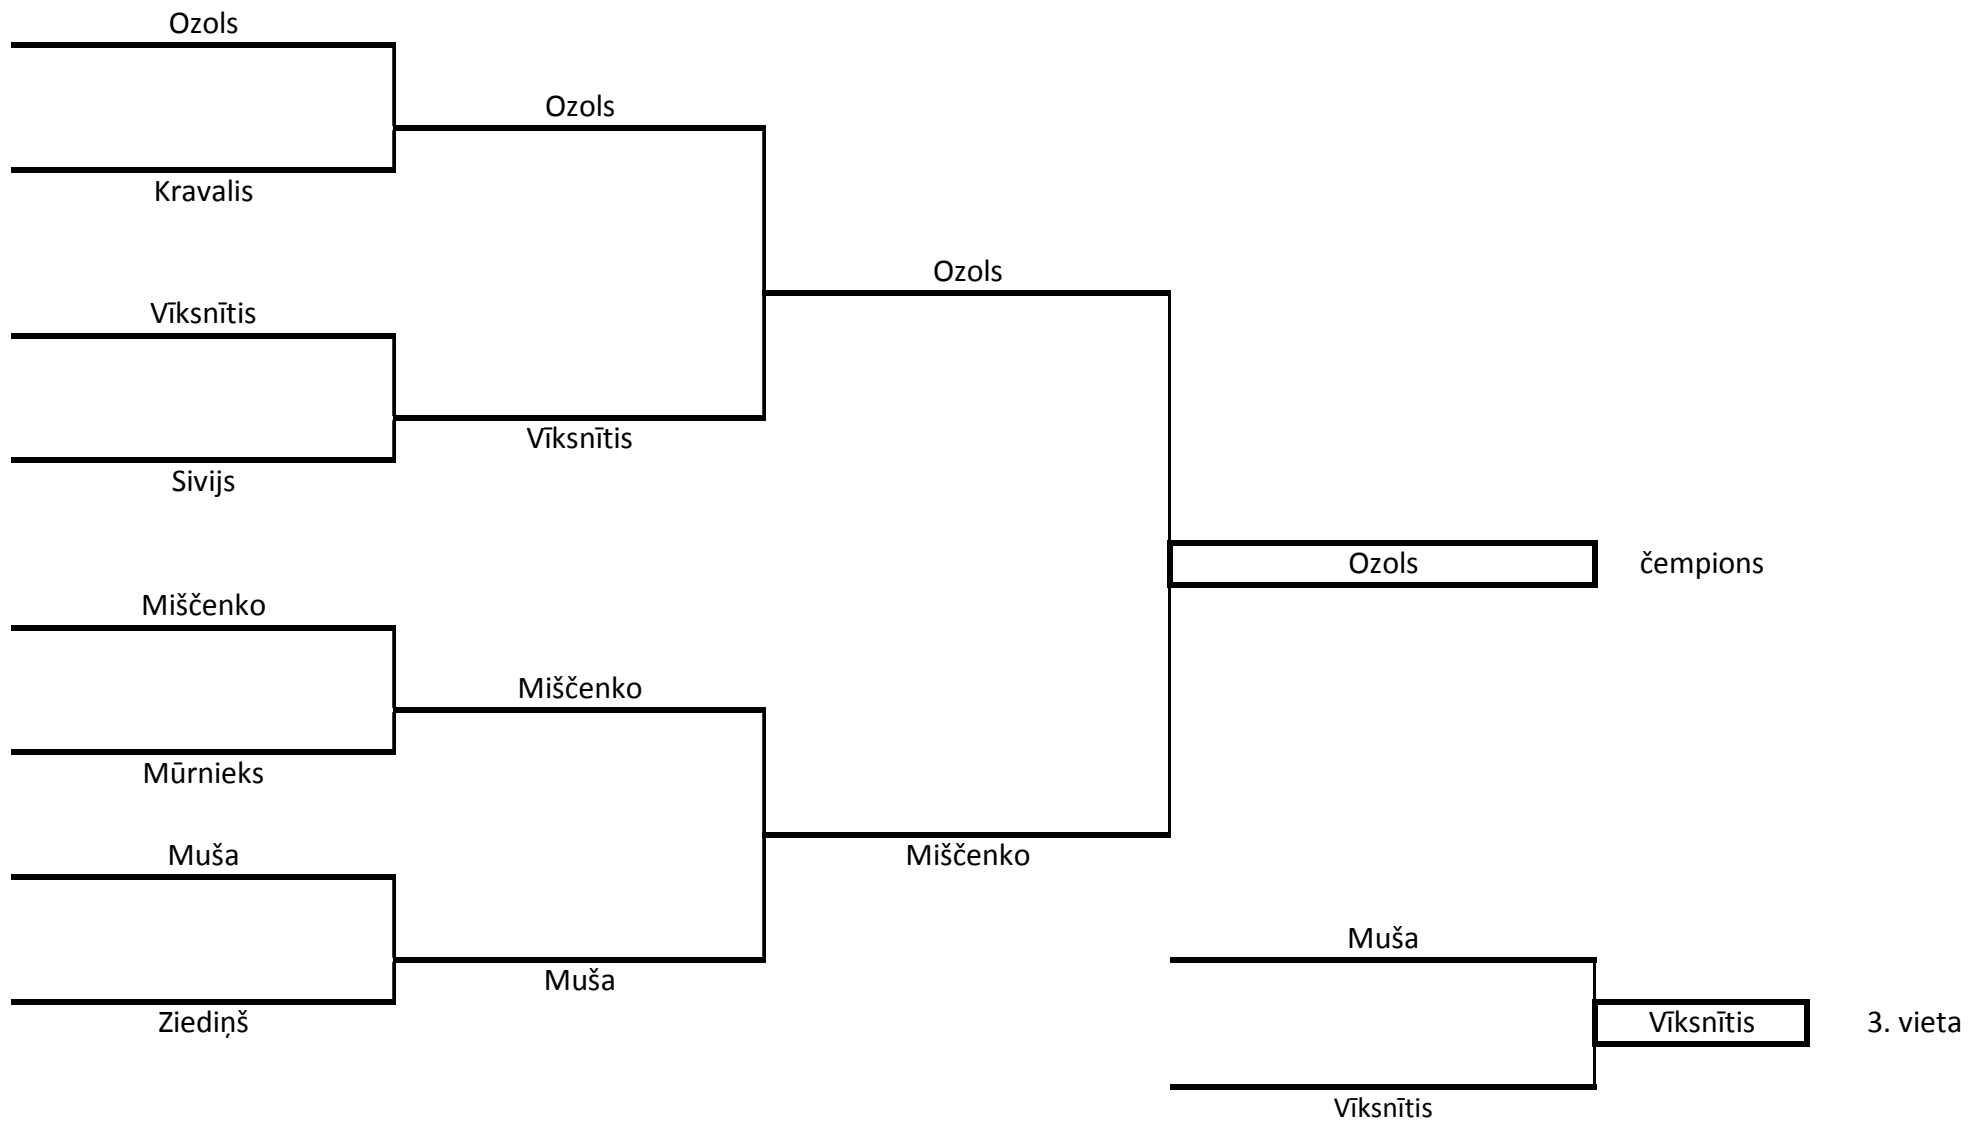 Ozols
Ozols
Kravalis
Ozols
Vīksnītis
Vīksnītis
Sivijs
Ozols čempions
Miščenko
Miščenko
Mūrnieks
Muša
Miščenko
Muša
Muša
Ziediņš
Vīksnītis 3. vieta
Vīksnītis